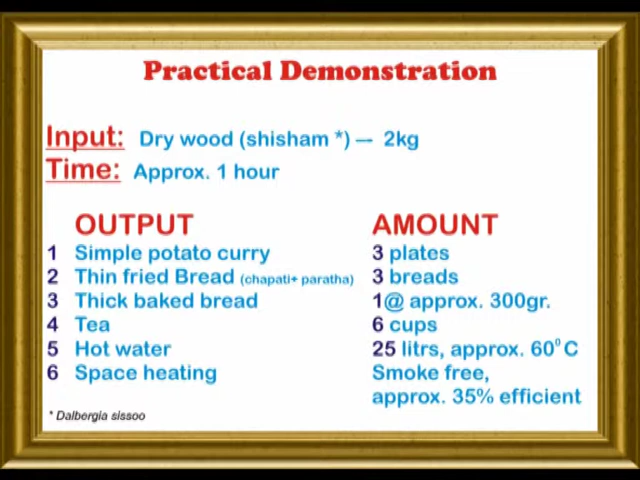 Practical Demonstration
Input: Dry wood (shisham *) — 2kg
Time: Approx. 1 hour
OUTPUT AMOUNT
1 Simple potato curry 3 plates
2 Thin fried Bread (chapati+ paratha) 3 breads
3 Thick baked bread 1@ approx. 300gr.
4 Tea 6 cups
5 Hot water 25 litrs, approx. 60⁰ C
6 Space heating Smoke free,
approx. 35% efficient
* Dalbergia sissoo